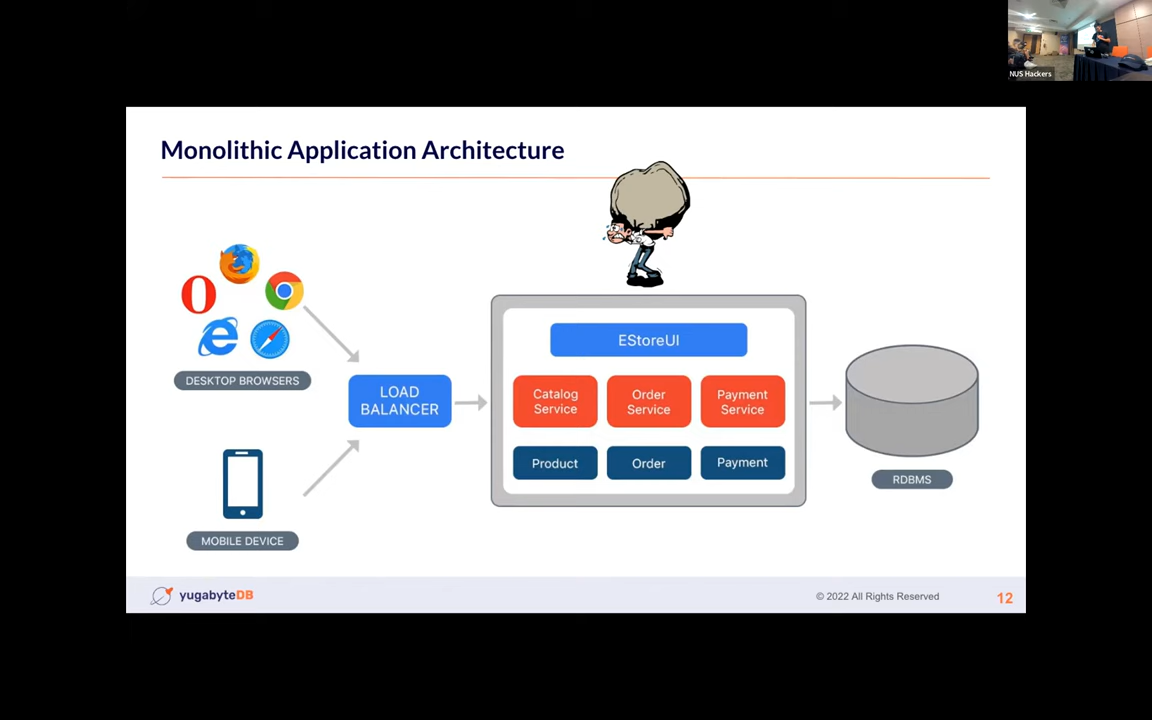 NUS Hackers
Monolithic Application Architecture
DESKTOP BROWSERS
MOBILE DEVICE
LOAD
BALANCER
EStoreUI
Catalog
Service
Order
Service
Payment
Service
Product
Order
Payment
RDBMS
yugabyteDB
© 2022 All Rights Reserved
12